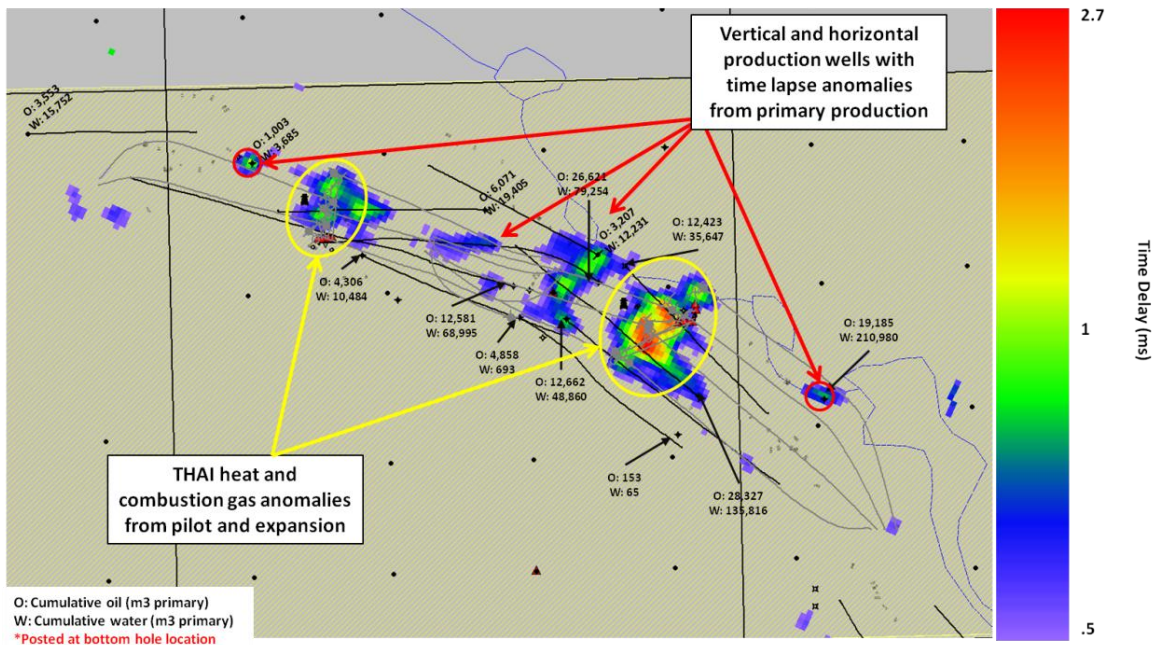 Vertical and horizontal
production wells with
time lapse anomalies
from primary production
2.7
1
.5
Time Delay (ms)
O: 3,553
W: 15,752
O: 1,003
W: 3,685
O: 6,071
W: 19,405
O: 26,621
W: 79,254
O: 3,207
W: 12,231
O: 12,423
W: 35,647
O: 4,306
W: 10,484
O: 12,581
W: 68,995
O: 4,858
W: 693
O: 12,662
W: 48,860
O: 19,185
W: 210,980
O: 153
W: 65
O: 28,327
W: 135,816
THAI heat and
combustion gas anomalies
from pilot and expansion
O: Cumulative oil (m3 primary)
W: Cumulative water (m3 primary)
*Posted at bottom hole location